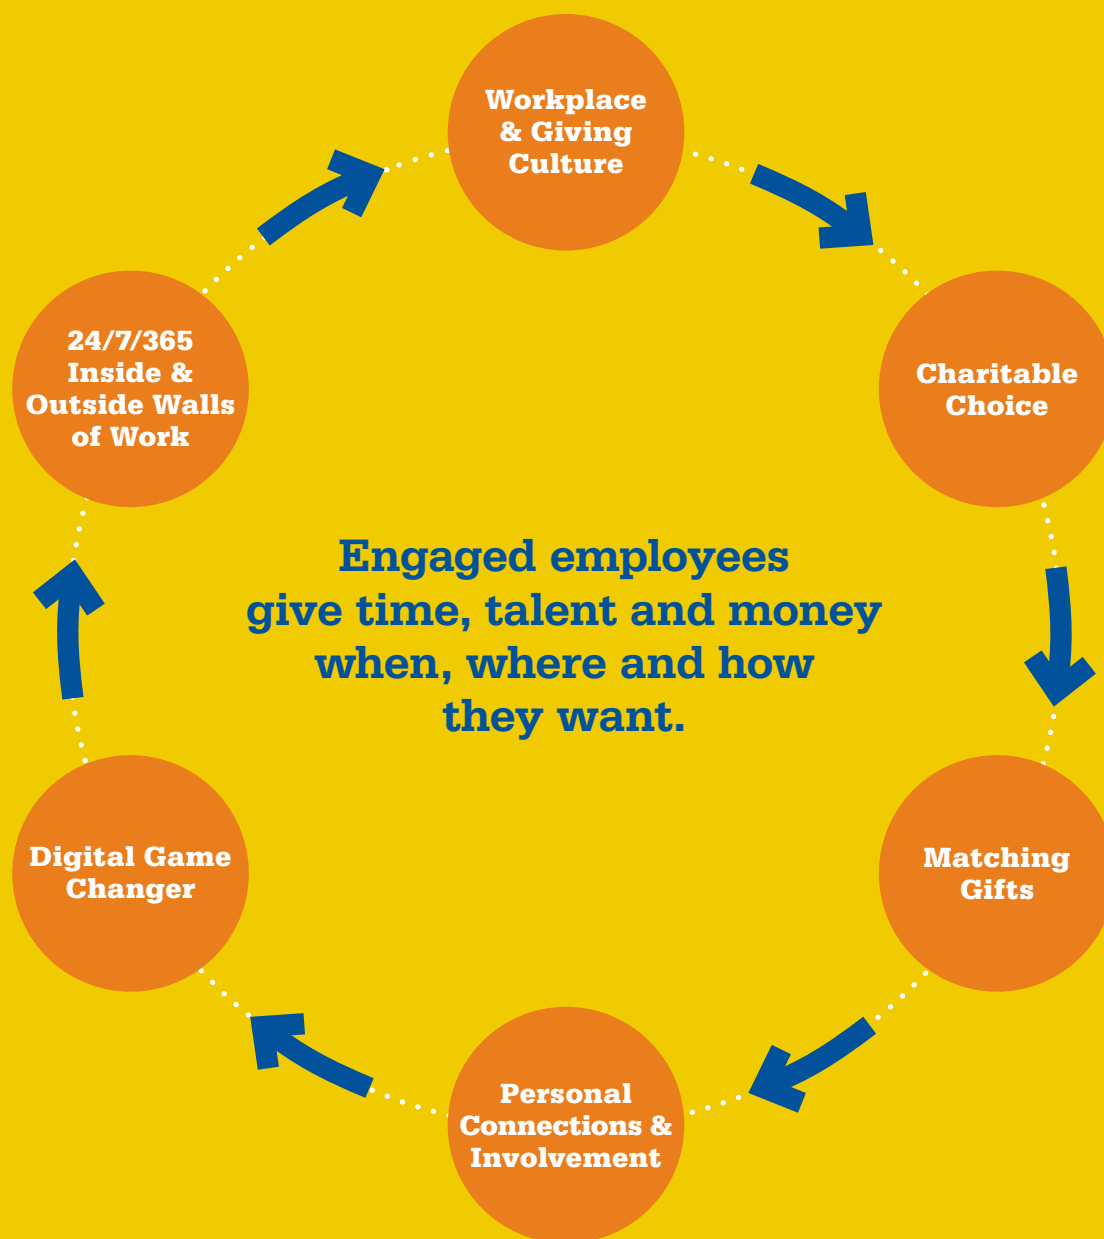 Workplace
& Giving
Culture
Charitable
Choice
Matching
Gifts
Personal
Connections &
Involvement
Digital Game
Changer
24/7/365
Inside &
Outside Walls
of Work
Engaged employees
give time, talent and money
when, where and how
they want.